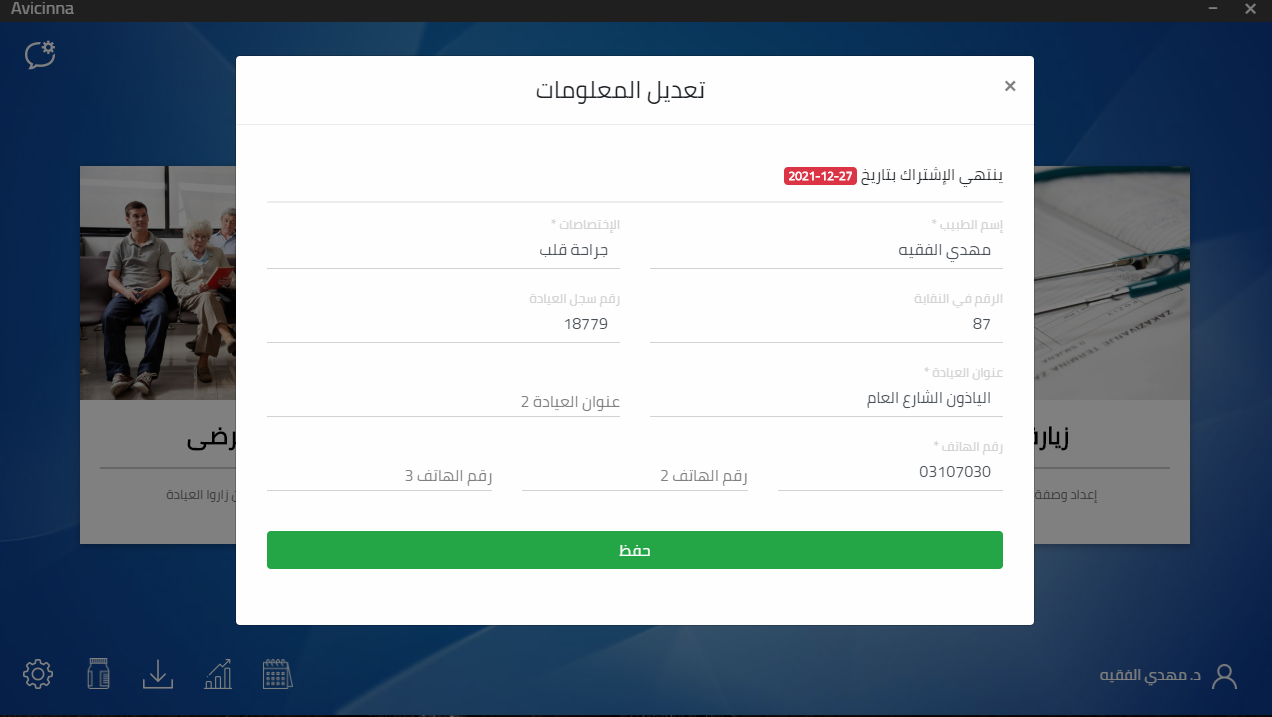 Avicinna
تعديل المعلومات
ينتهي الإشتراك بتاريخ 2021-12-27
إسم الطبيب *
مهدي الفقيه
الإختصاصات *
جراحة قلب
الرقم في النقابة
87
رقم سجل العيادة
18779
عنوان العيادة *
الياذون الشارع العام
عنوان العيادة 2
رقم الهاتف *
03107030
رقم الهاتف 2
رقم الهاتف 3
حفظ
إعداد وصفة
زاروا العيادة
د. مهدي الفقيه